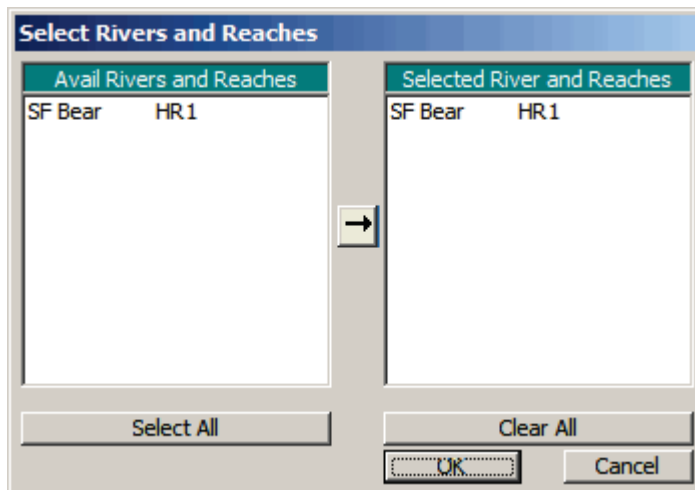 Select Rivers and Reaches
Avail Rivers and Reaches
SF Bear HR1
Selected River and Reaches
SF Bear HR1
Select All
Clear All
OK
Cancel